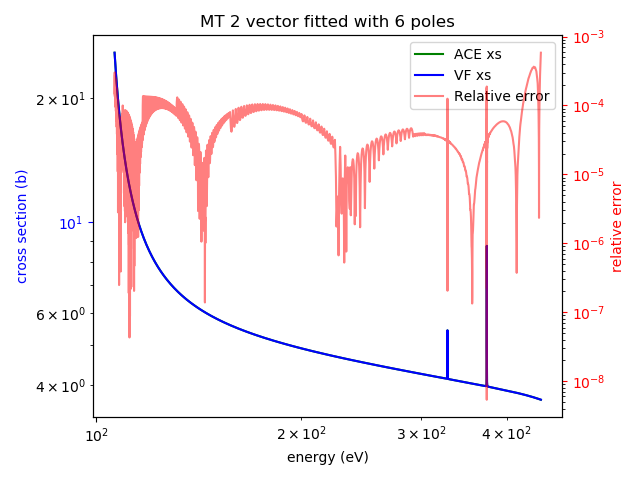 MT 2 vector fitted with 6 poles
ACE xs
VF xs
Relative error
cross section (b)
2 × 10^1
10^1
6 × 10^0
4 × 10^0
10^-3
10^-4
10^-5
10^-6
10^-7
10^-8
relative error
10^2
2 × 10^2
3 × 10^2
4 × 10^2
energy (eV)